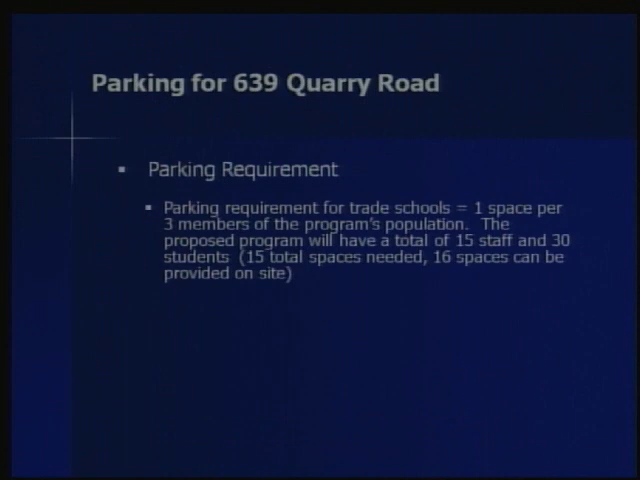 Parking for 639 Quarry Road
▪ Parking Requirement
▪ Parking requirement for trade schools = 1 space per
3 members of the program's population. The
proposed program will have a total of 15 staff and 30
students (15 total spaces needed, 16 spaces can be
provided on site)